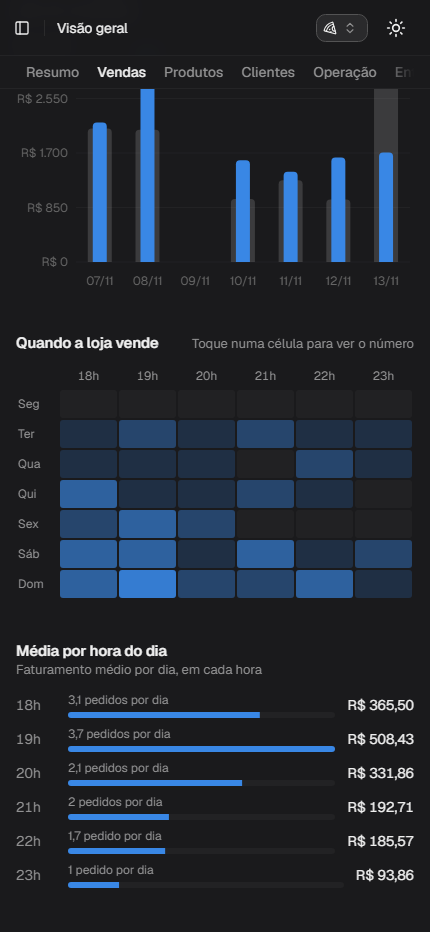 Visão geral
Resumo Vendas Produtos Clientes Operação En
R$ 2.550
R$ 1.700
R$ 850
R$ 0
07/11 08/11 09/11 10/11 11/11 12/11 13/11
Quando a loja vende Toque numa célula para ver o número
18h 19h 20h 21h 22h 23h
Seg
Ter
Qua
Qui
Sex
Sáb
Dom
Média por hora do dia
Faturamento médio por dia, em cada hora
18h 3,1 pedidos por dia R$ 365,50
19h 3,7 pedidos por dia R$ 508,43
20h 2,1 pedidos por dia R$ 331,86
21h 2 pedidos por dia R$ 192,71
22h 1,7 pedido por dia R$ 185,57
23h 1 pedido por dia R$ 93,86